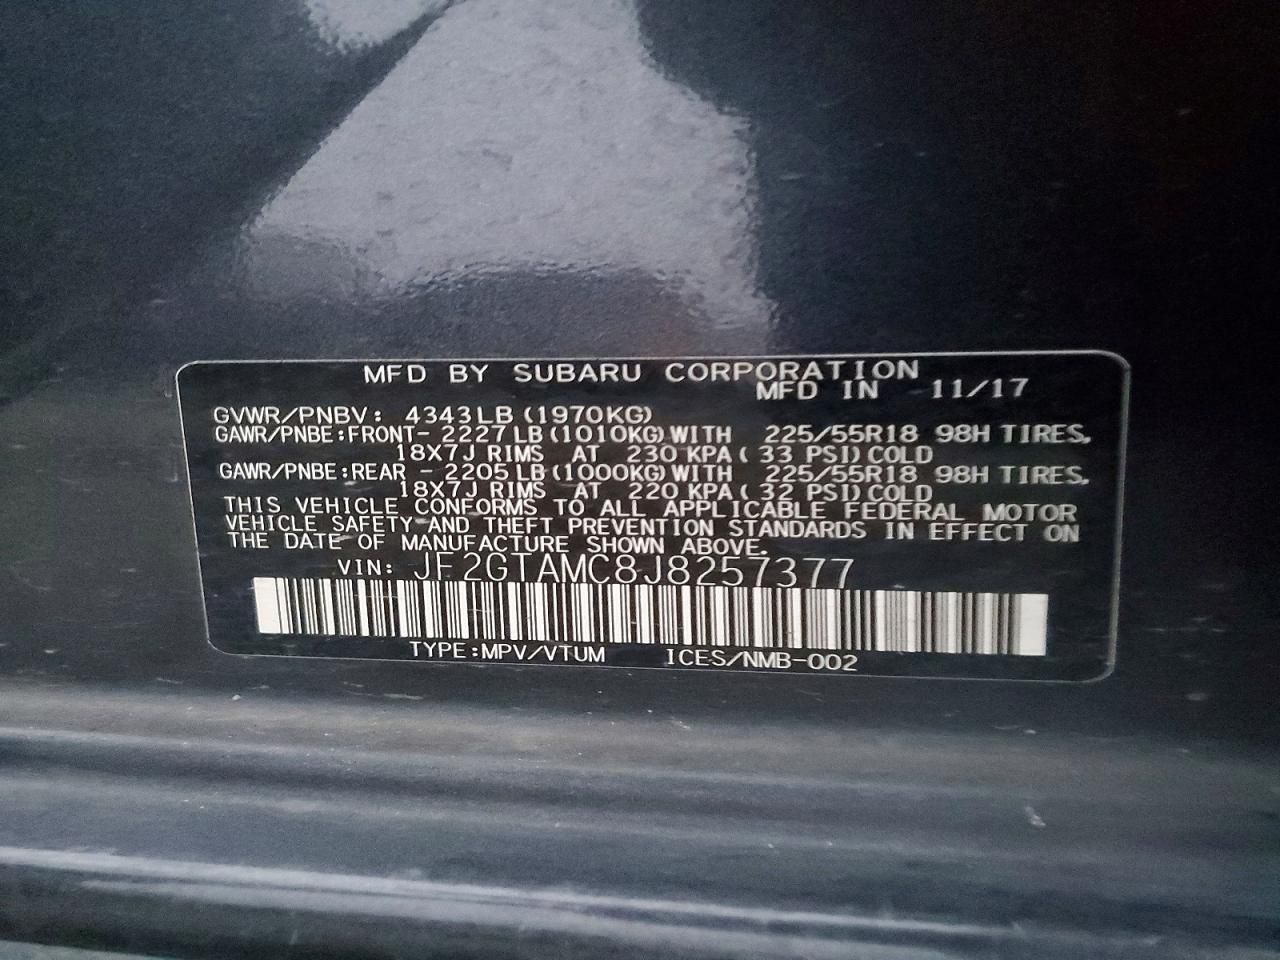 MFD BY SUBARU CORPORATION
MFD IN 11/17
GVWR/PNBV: 4343LB (1970KG)
GAWR/PNBE:FRONT- 2227LB (1010KG) WITH 225/55R18 98H TIRES,
18X7J RIMS AT 230 KPA ( 33 PSI) COLD
GAWR/PNBE:REAR - 2205LB (1000KG) WITH 225/55R18 98H TIRES,
18X7J RIMS AT 220 KPA ( 32 PSI) COLD
THIS VEHICLE CONFORMS TO ALL APPLICABLE FEDERAL MOTOR
VEHICLE SAFETY AND THEFT PREVENTION STANDARDS IN EFFECT ON
THE DATE OF MANUFACTURE SHOWN ABOVE.
VIN: JF2GTAMC8J8257377
TYPE:MPV/VTUM ICES/NMB-002